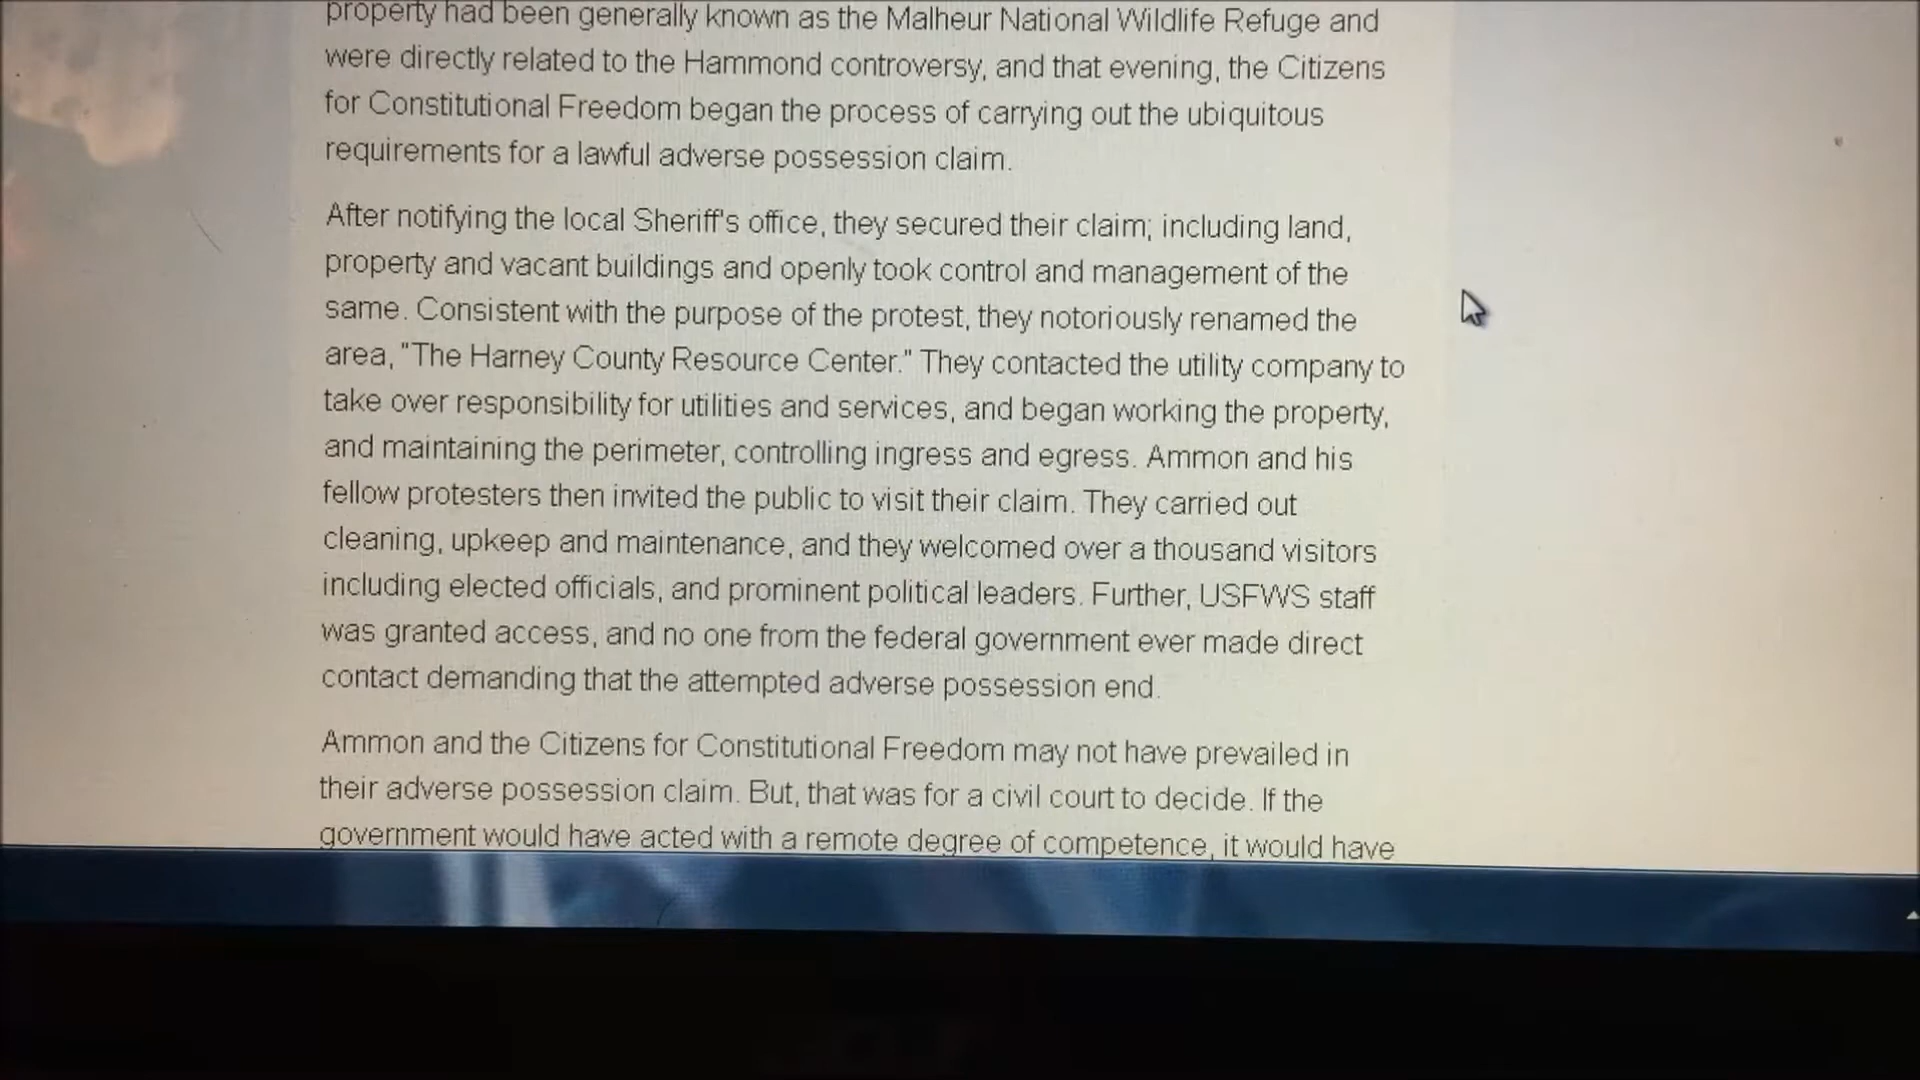 property had been generally known as the Malheur National Wildlife Refuge and
were directly related to the Hammond controversy, and that evening, the Citizens
for Constitutional Freedom began the process of carrying out the ubiquitous
requirements for a lawful adverse possession claim.
After notifying the local Sheriff's office, they secured their claim; including land,
property and vacant buildings and openly took control and management of the
same. Consistent with the purpose of the protest, they notoriously renamed the
area, "The Harney County Resource Center." They contacted the utility company to
take over responsibility for utilities and services, and began working the property,
and maintaining the perimeter, controlling ingress and egress. Ammon and his
fellow protesters then invited the public to visit their claim. They carried out
cleaning, upkeep and maintenance, and they welcomed over a thousand visitors
including elected officials, and prominent political leaders. Further, USFWS staff
was granted access, and no one from the federal government ever made direct
contact demanding that the attempted adverse possession end.
Ammon and the Citizens for Constitutional Freedom may not have prevailed in
their adverse possession claim. But, that was for a civil court to decide. If the
government would have acted with a remote degree of competence, it would have